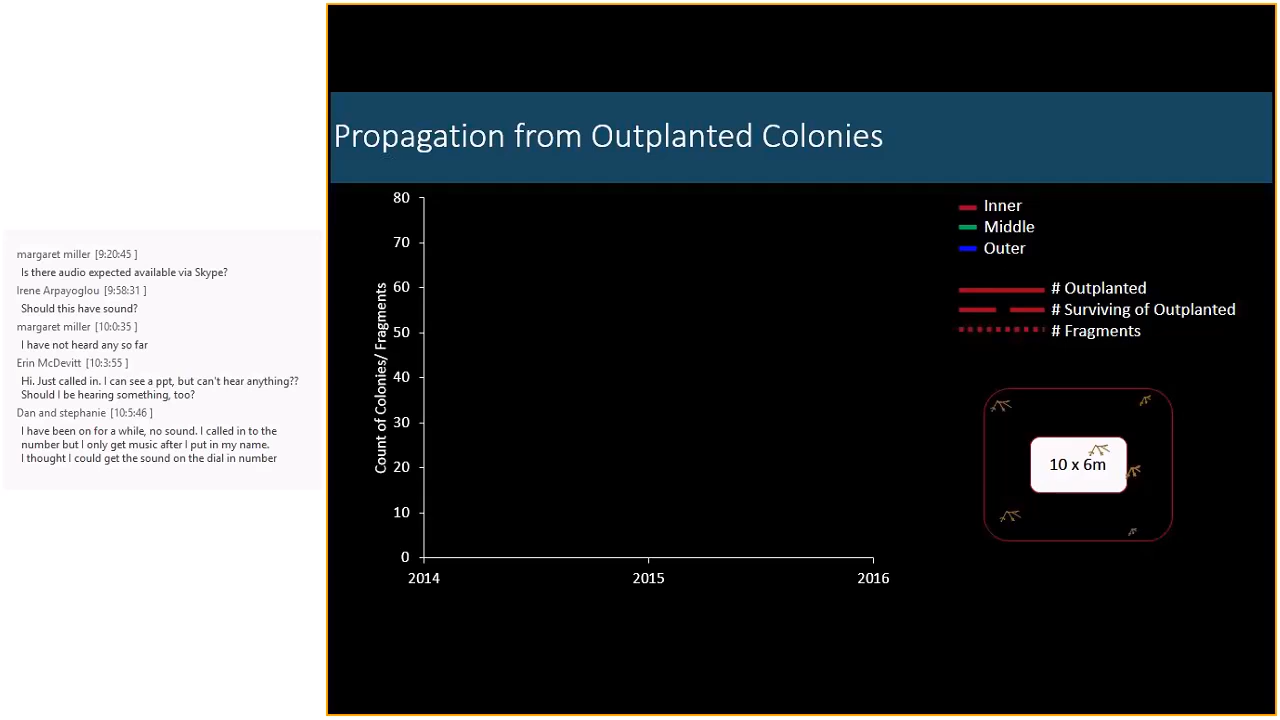 margaret miller [9:20:45 ]
Is there audio expected available via Skype?
Irene Arpayoglou [9:58:31 ]
Should this have sound?
margaret miller [10:0:35 ]
I have not heard any so far
Erin McDevitt [10:3:55 ]
Hi. Just called in. I can see a ppt, but can't hear anything??
Should I be hearing something, too?
Dan and stephanie [10:5:46 ]
I have been on for a while, no sound. I called in to the
number but I only get music after I put in my name.
I thought I could get the sound on the dial in number
Propagation from Outplanted Colonies
Count of Colonies/ Fragments
80
70
60
50
40
30
20
10
0
2014
2015
2016
Inner
Middle
Outer
# Outplanted
# Surviving of Outplanted
# Fragments
10 x 6m